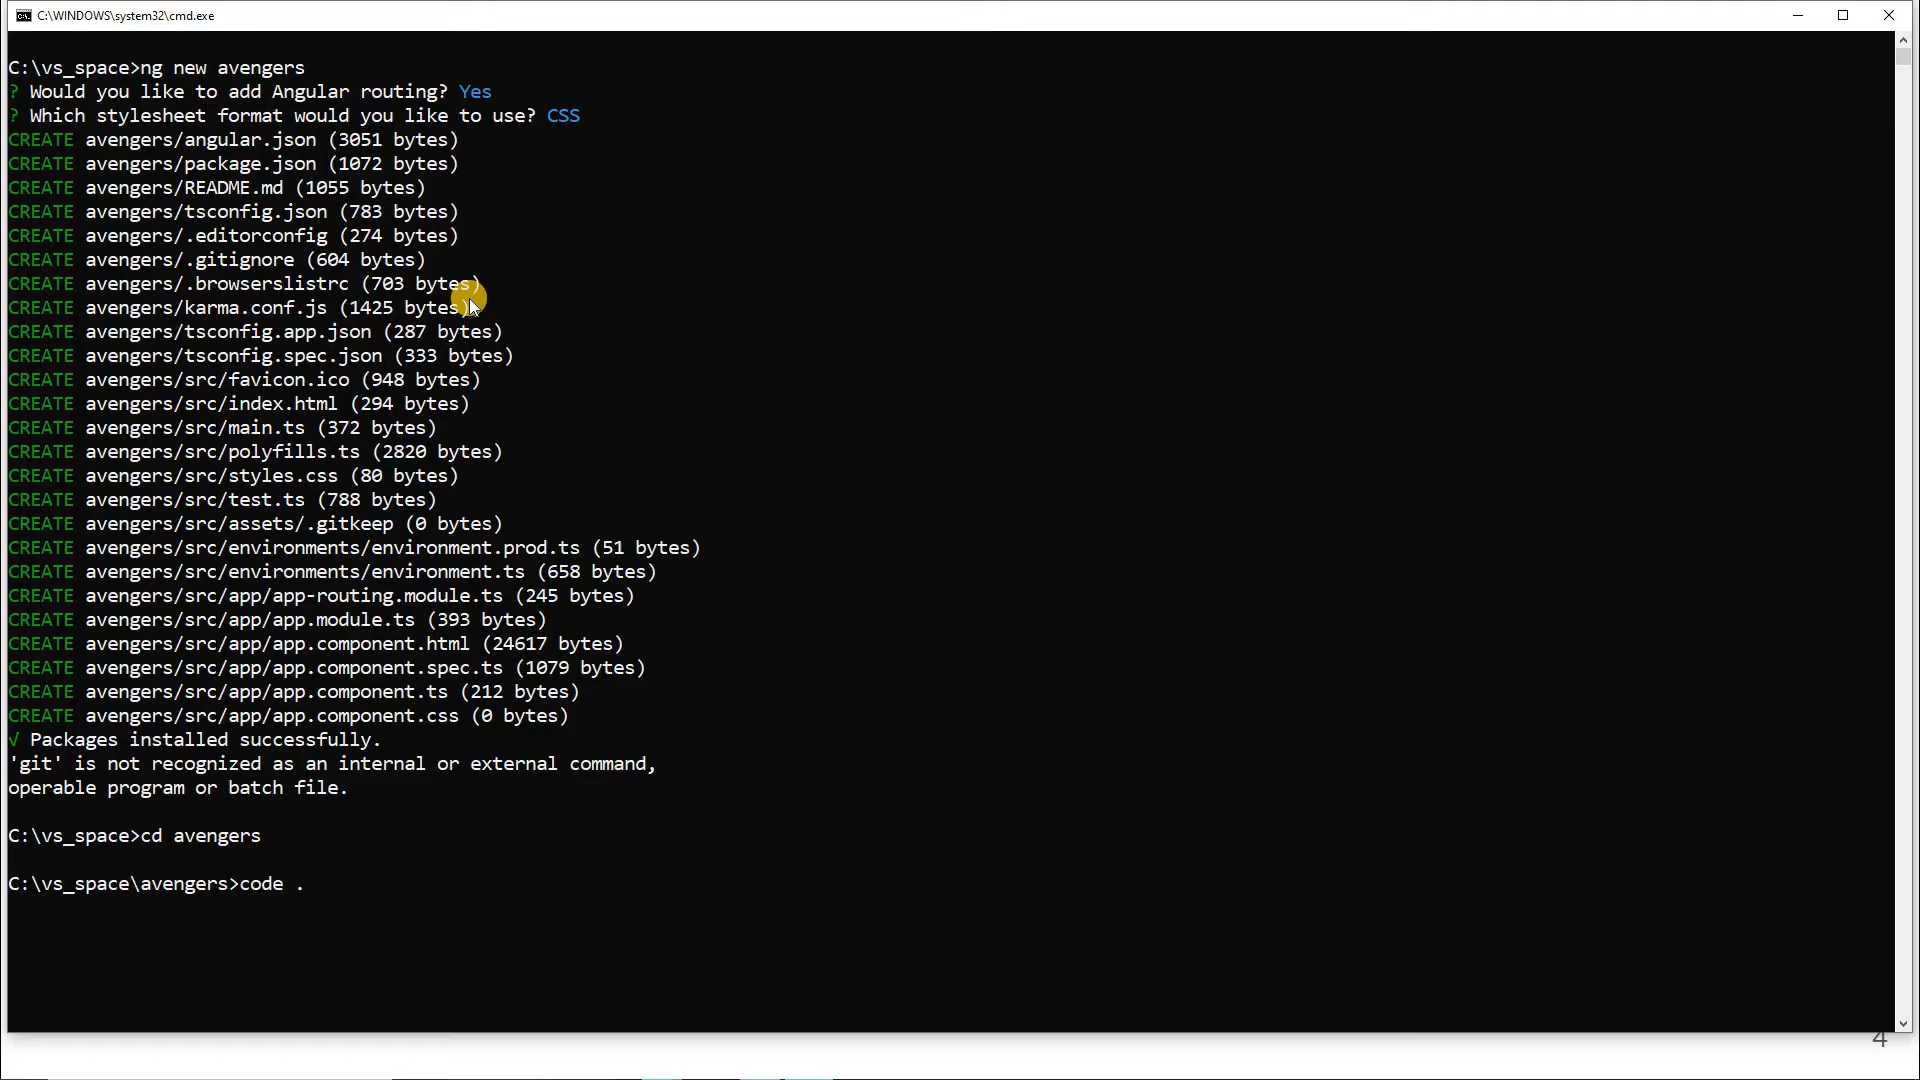 C:\WINDOWS\system32\cmd.exe
C:\vs_space>ng new avengers
? Would you like to add Angular routing? Yes
? Which stylesheet format would you like to use? CSS
CREATE avengers/angular.json (3051 bytes)
CREATE avengers/package.json (1072 bytes)
CREATE avengers/README.md (1055 bytes)
CREATE avengers/tsconfig.json (783 bytes)
CREATE avengers/.editorconfig (274 bytes)
CREATE avengers/.gitignore (604 bytes)
CREATE avengers/.browserslistrc (703 bytes)
CREATE avengers/karma.conf.js (1425 bytes)
CREATE avengers/tsconfig.app.json (287 bytes)
CREATE avengers/tsconfig.spec.json (333 bytes)
CREATE avengers/src/favicon.ico (948 bytes)
CREATE avengers/src/index.html (294 bytes)
CREATE avengers/src/main.ts (372 bytes)
CREATE avengers/src/polyfills.ts (2820 bytes)
CREATE avengers/src/styles.css (80 bytes)
CREATE avengers/src/test.ts (788 bytes)
CREATE avengers/src/assets/.gitkeep (0 bytes)
CREATE avengers/src/environments/environment.prod.ts (51 bytes)
CREATE avengers/src/environments/environment.ts (658 bytes)
CREATE avengers/src/app/app-routing.module.ts (245 bytes)
CREATE avengers/src/app/app.module.ts (393 bytes)
CREATE avengers/src/app/app.component.html (24617 bytes)
CREATE avengers/src/app/app.component.spec.ts (1079 bytes)
CREATE avengers/src/app/app.component.ts (212 bytes)
CREATE avengers/src/app/app.component.css (0 bytes)
√ Packages installed successfully.
'git' is not recognized as an internal or external command,
operable program or batch file.
C:\vs_space>cd avengers
C:\vs_space\avengers>code .
4